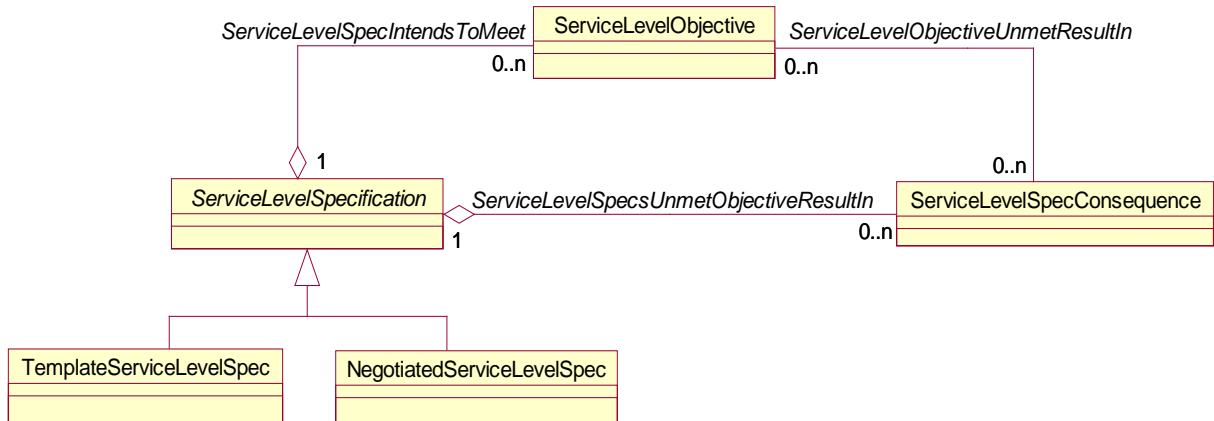 ServiceLevelObjective
ServiceLevelSpecIntendsToMeet
ServiceLevelObjectiveUnmetResultIn
0..n
0..n
1
0..n
ServiceLevelSpecification
ServiceLevelSpecsUnmetObjectiveResultIn
ServiceLevelSpecConsequence
1
0..n
TemplateServiceLevelSpec
NegotiatedServiceLevelSpec